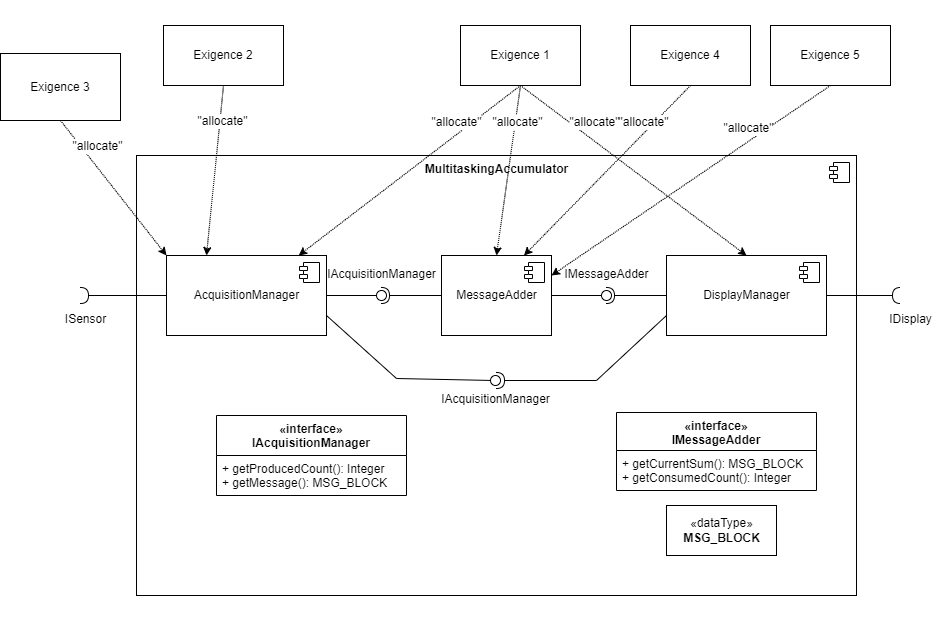 Exigence 2
Exigence 1
Exigence 4
Exigence 5
Exigence 3
"allocate"
"allocate"
"allocate"
"allocate"
"allocate"
"allocate"
"allocate"
MultitaskingAccumulator
IAcquisitionManager
IMessageAdder
AcquisitionManager
MessageAdder
DisplayManager
ISensor
IDisplay
IAcquisitionManager
«interface»
IAcquisitionManager
+ getProducedCount(): Integer
+ getMessage(): MSG_BLOCK
«interface»
IMessageAdder
+ getCurrentSum(): MSG_BLOCK
+ getConsumedCount(): Integer
«dataType»
MSG_BLOCK